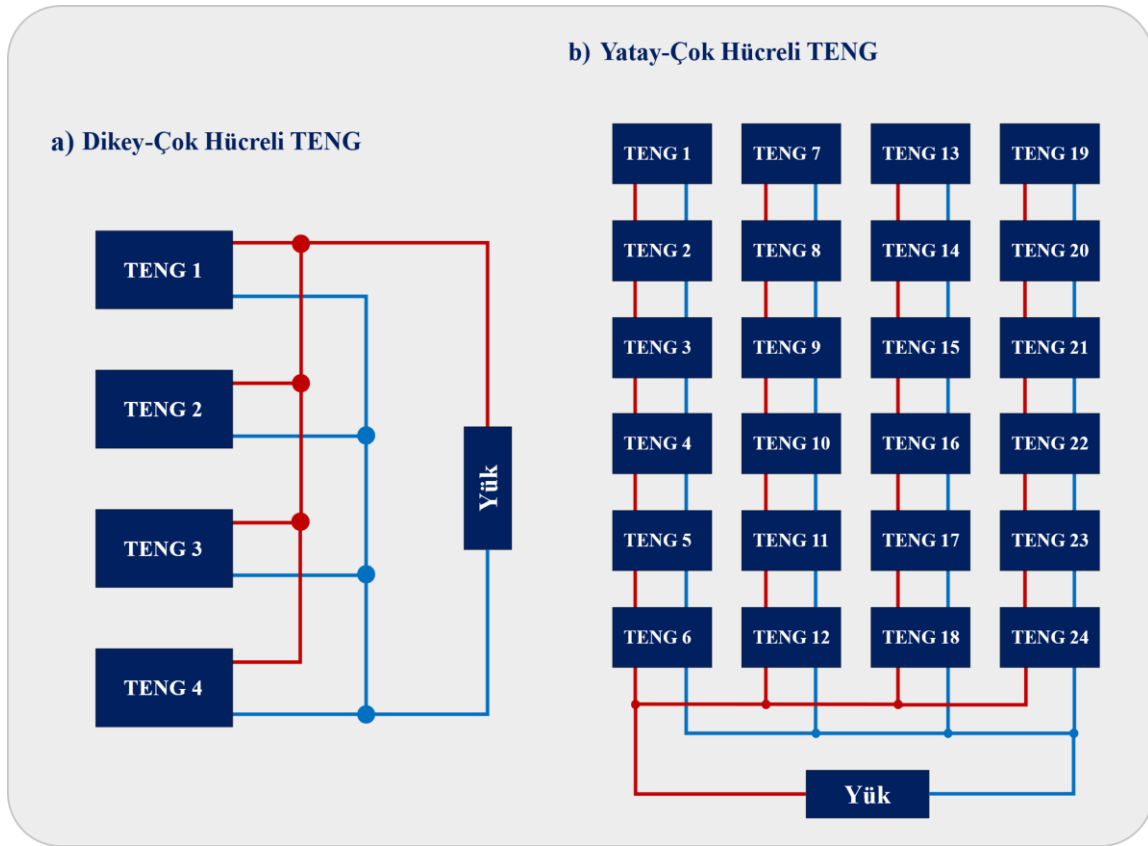 a) Dikey-Çok Hücreli TENG
TENG 1
TENG 2
TENG 3
TENG 4
Yük
b) Yatay-Çok Hücreli TENG
TENG 1 TENG 7 TENG 13 TENG 19
TENG 2 TENG 8 TENG 14 TENG 20
TENG 3 TENG 9 TENG 15 TENG 21
TENG 4 TENG 10 TENG 16 TENG 22
TENG 5 TENG 11 TENG 17 TENG 23
TENG 6 TENG 12 TENG 18 TENG 24
Yük